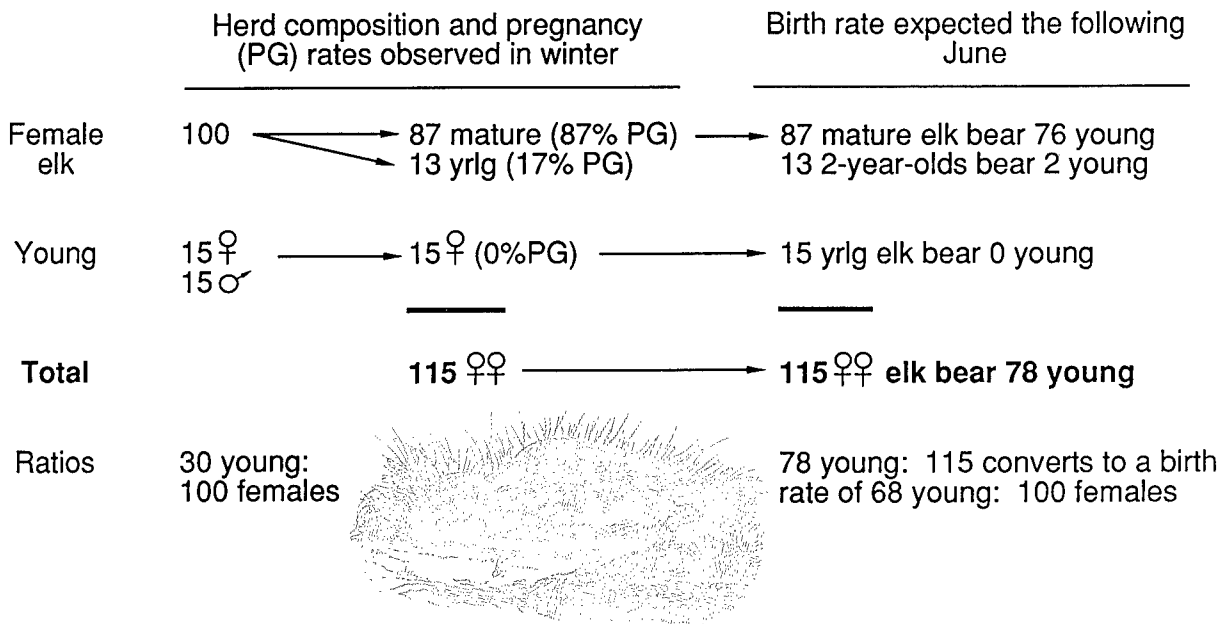 Herd composition and pregnancy
(PG) rates observed in winter
Birth rate expected the following
June
Female
elk
100
87 mature (87% PG)
13 yrlg (17% PG)
87 mature elk bear 76 young
13 2-year-olds bear 2 young
Young
15♀
15♂
15♀ (0%PG)
15 yrlg elk bear 0 young
Total
115 ♀♀
115♀♀ elk bear 78 young
Ratios
30 young:
100 females
78 young: 115 converts to a birth
rate of 68 young: 100 females